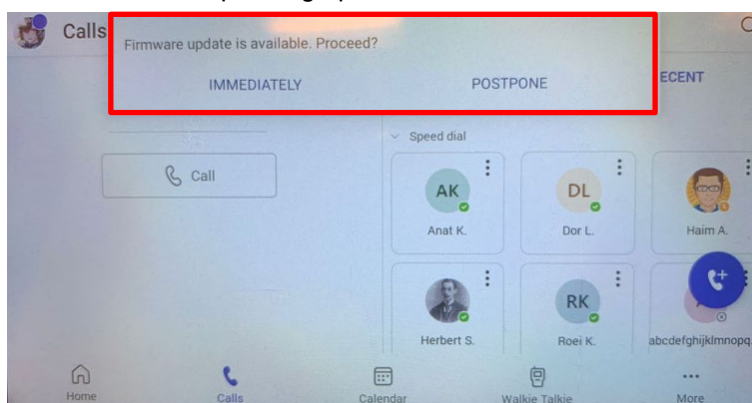 Calls
Firmware update is available. Proceed?
IMMEDIATELY
POSTPONE
ECENT
Speed dial
Call
AK
DL
Anat K.
Dor L.
Haim A.
RK
Herbert S.
Roei K.
abcdefghijklmnopq
Home
Calls
Calendar
Walkie Talkie
More